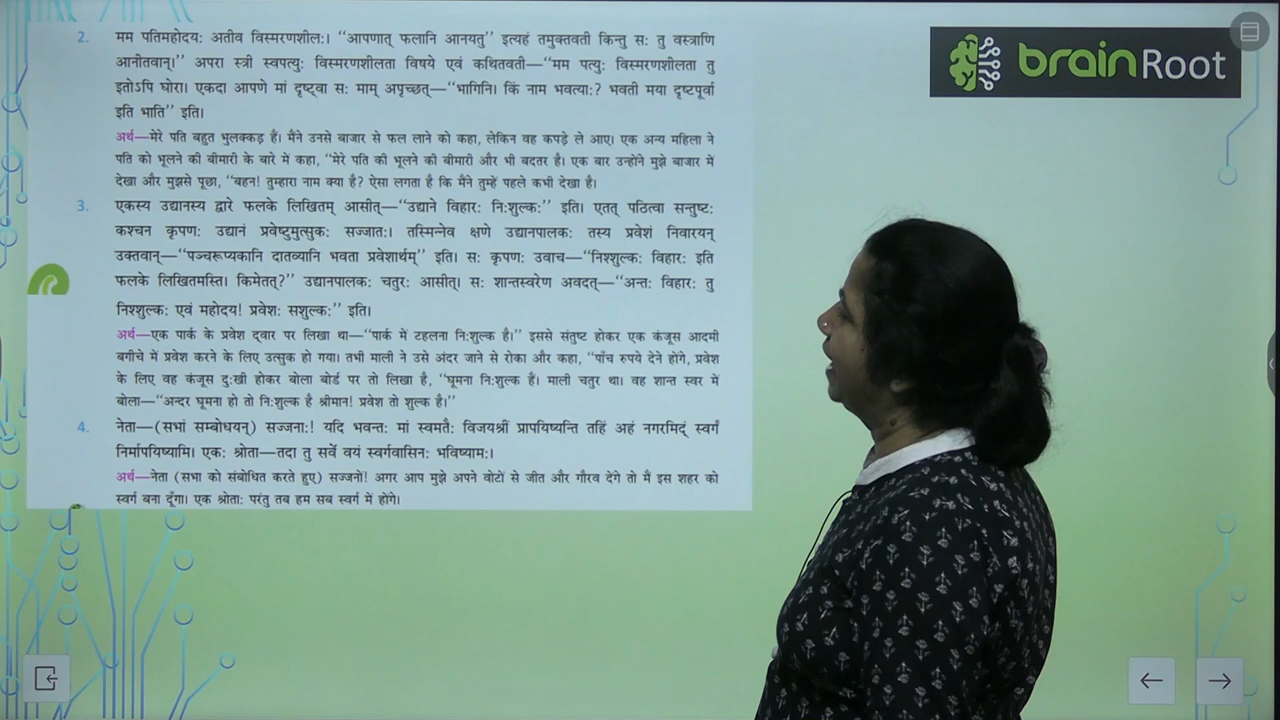 2. मम पतिमहोदय: अतीव विस्मरणशील:। “आपणात् फलानि आनयतु” इत्यहं तमुक्तवती किन्तु स: तु वस्त्राणि
आनीतवान्।” अपरा स्त्री स्वपत्यु: विस्मरणशीलता विषये एवं कथितवती—“मम पत्यु: विस्मरणशीलता तु
इतोऽपि घोरा। एकदा आपणे मां दृष्ट्वा स: माम् अपृच्छत्—“भागिनि। किं नाम भवत्या:? भवती मया दृष्टपूर्वा
इति भाति” इति।
अर्थ—मेरे पति बहुत भुलक्कड़ हैं। मैंने उनसे बाजार से फल लाने को कहा, लेकिन वह कपड़े ले आए। एक अन्य महिला ने
पति को भूलने की बीमारी के बारे में कहा, “मेरे पति की भूलने की बीमारी और भी बदतर है। एक बार उन्होंने मुझे बाजार में
देखा और मुझसे पूछा, “बहन! तुम्हारा नाम क्या है? ऐसा लगता है कि मैंने तुम्हें पहले कभी देखा है।
3. एकस्य उद्यानस्य द्वारे फलके लिखितम् आसीत्—“उद्याने विहार: नि:शुल्क:” इति। एतत् पठित्वा सन्तुष्ट:
कश्चन कृपण: उद्यानं प्रवेष्टुमुत्सुक: सज्जात:। तस्मिन्नेव क्षणे उद्यानपालक: तस्य प्रवेशं निवारयन्
उक्तवान्—“पञ्चरूप्यकानि दातव्यानि भवता प्रवेशार्थम्” इति। स: कृपण: उवाच—“निश्शुल्क: विहार: इति
फलके लिखितमस्ति। किमेतत्?” उद्यानपालक: चतुर: आसीत्। स: शान्तस्वरेण अवदत्—“अन्त: विहार: तु
निश्शुल्क: एवं महोदय! प्रवेश: सशुल्क:” इति।
अर्थ—एक पार्क के प्रवेश द्वार पर लिखा था—“पार्क में टहलना नि:शुल्क है।” इससे संतुष्ट होकर एक कंजूस आदमी
बगीचे में प्रवेश करने के लिए उत्सुक हो गया। तभी माली ने उसे अंदर जाने से रोका और कहा, “पाँच रुपये देने होंगे, प्रवेश
के लिए वह कंजूस दु:खी होकर बोला बोर्ड पर तो लिखा है, “घूमना नि:शुल्क है। माली चतुर था। वह शान्त स्वर में
बोला—“अन्दर घूमना हो तो नि:शुल्क है श्रीमान! प्रवेश तो शुल्क है।”
4. नेता—(सभां सम्बोधयन्) सज्जना:! यदि भवन्त: मां स्वमतै: विजयश्रीं प्रापयिष्यन्ति तर्हि अहं नगरमिदं स्वर्गं
निर्मापयिष्यामि। एक: श्रोता—तदा तु सर्वे वयं स्वर्गवासिन: भविष्याम:।
अर्थ—नेता (सभा को संबोधित करते हुए) सज्जनो! अगर आप मुझे अपने वोटों से जीत और गौरव देंगे तो मैं इस शहर को
स्वर्ग बना दूँगा। एक श्रोता: परंतु तब हम सब स्वर्ग में होंगे।
brainRoot